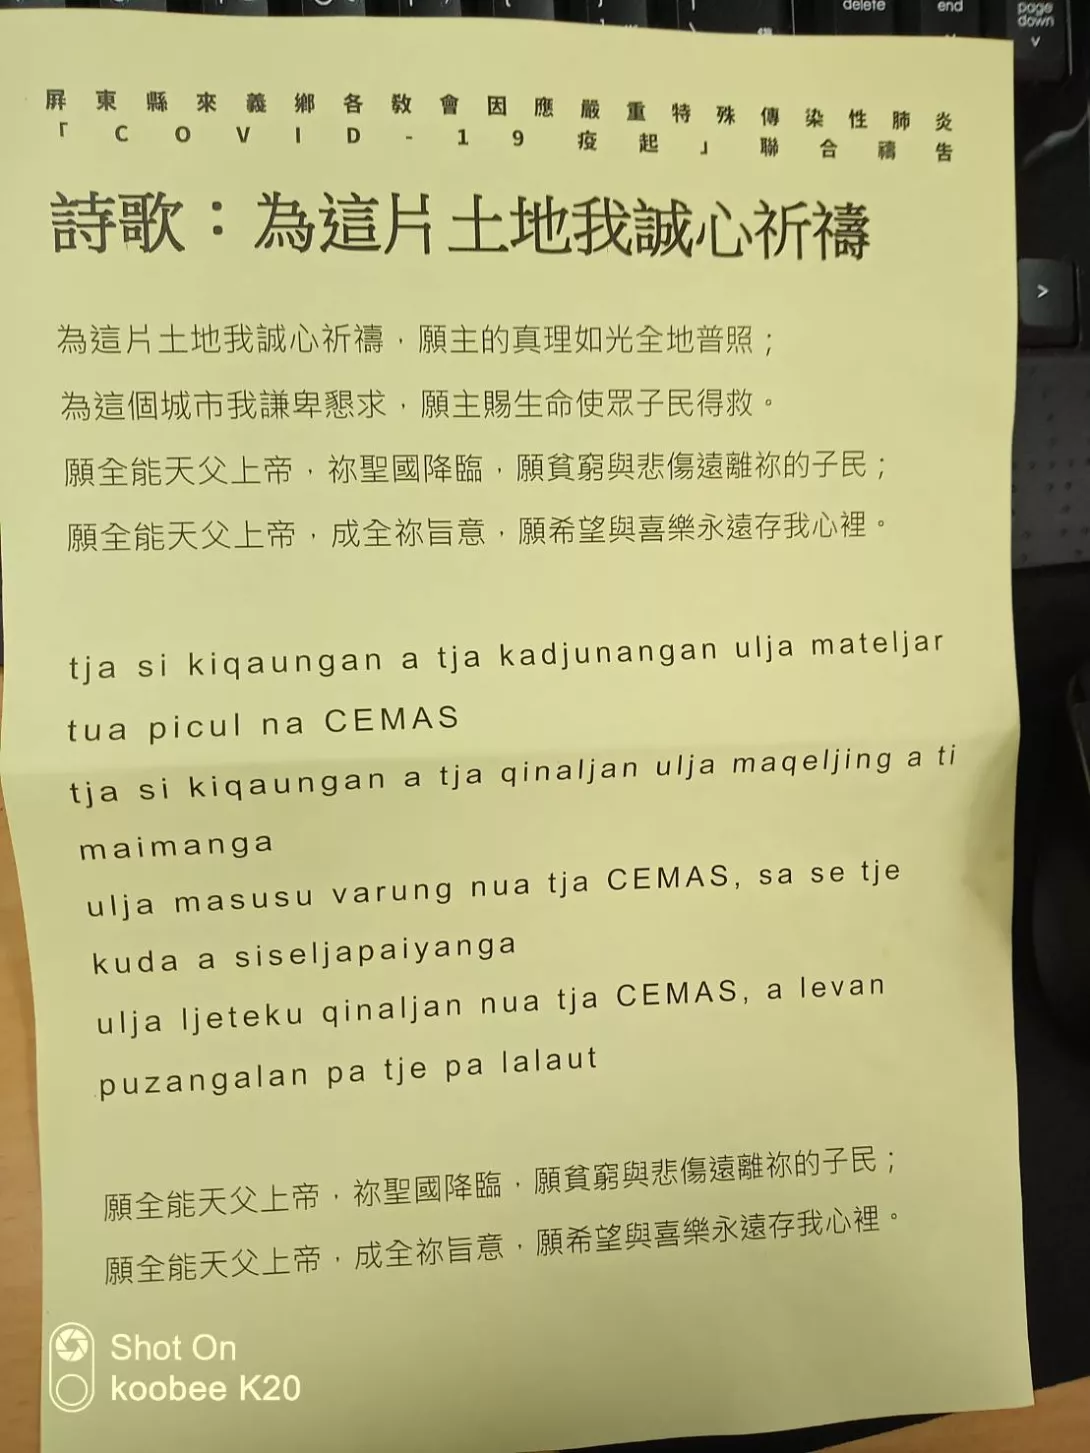 delete
end
page
down
屏東縣來義鄉各教會因應嚴重特殊傳染性肺炎
「COVID-19疫起」聯合禱告
詩歌：為這片土地我誠心祈禱
為這片土地我誠心祈禱，願主的真理如光全地普照；
為這個城市我謙卑懇求，願主賜生命使眾子民得救。
願全能天父上帝，祢聖國降臨，願貧窮與悲傷遠離祢的子民；
願全能天父上帝，成全祢旨意，願希望與喜樂永遠存我心裡。
tja si kiqaungan a tja kadjunangan ulja mateljar
tua picul na CEMAS
tja si kiqaungan a tja qinaljan ulja maqeljing a ti
maimanga
ulja masusu varung nua tja CEMAS, sa se tje
kuda a siseljapaiyanga
ulja ljeteku qinaljan nua tja CEMAS, a levan
puzangalan pa tje pa lalaut
願全能天父上帝，祢聖國降臨，願貧窮與悲傷遠離祢的子民；
願全能天父上帝，成全祢旨意，願希望與喜樂永遠存我心裡。
Shot On
koobee K20